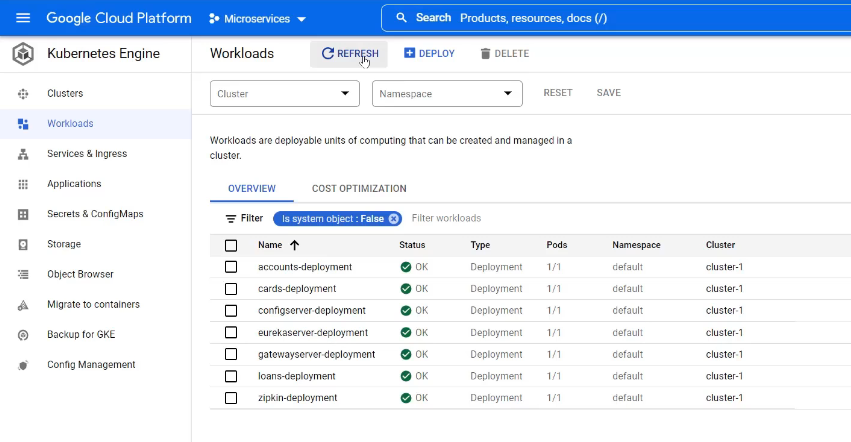 Google Cloud Platform Microservices Search Products, resources, docs (/)
Kubernetes Engine
Workloads REFRESH DEPLOY DELETE
Clusters
Workloads
Services & Ingress
Applications
Secrets & ConfigMaps
Storage
Object Browser
Migrate to containers
Backup for GKE
Config Management
Cluster Namespace RESET SAVE
Workloads are deployable units of computing that can be created and managed in a
cluster.
OVERVIEW COST OPTIMIZATION
Filter Is system object : False Filter workloads
Name Status Type Pods Namespace Cluster
accounts-deployment OK Deployment 1/1 default cluster-1
cards-deployment OK Deployment 1/1 default cluster-1
configserver-deployment OK Deployment 1/1 default cluster-1
eurekaserver-deployment OK Deployment 1/1 default cluster-1
gatewayserver-deployment OK Deployment 1/1 default cluster-1
loans-deployment OK Deployment 1/1 default cluster-1
zipkin-deployment OK Deployment 1/1 default cluster-1